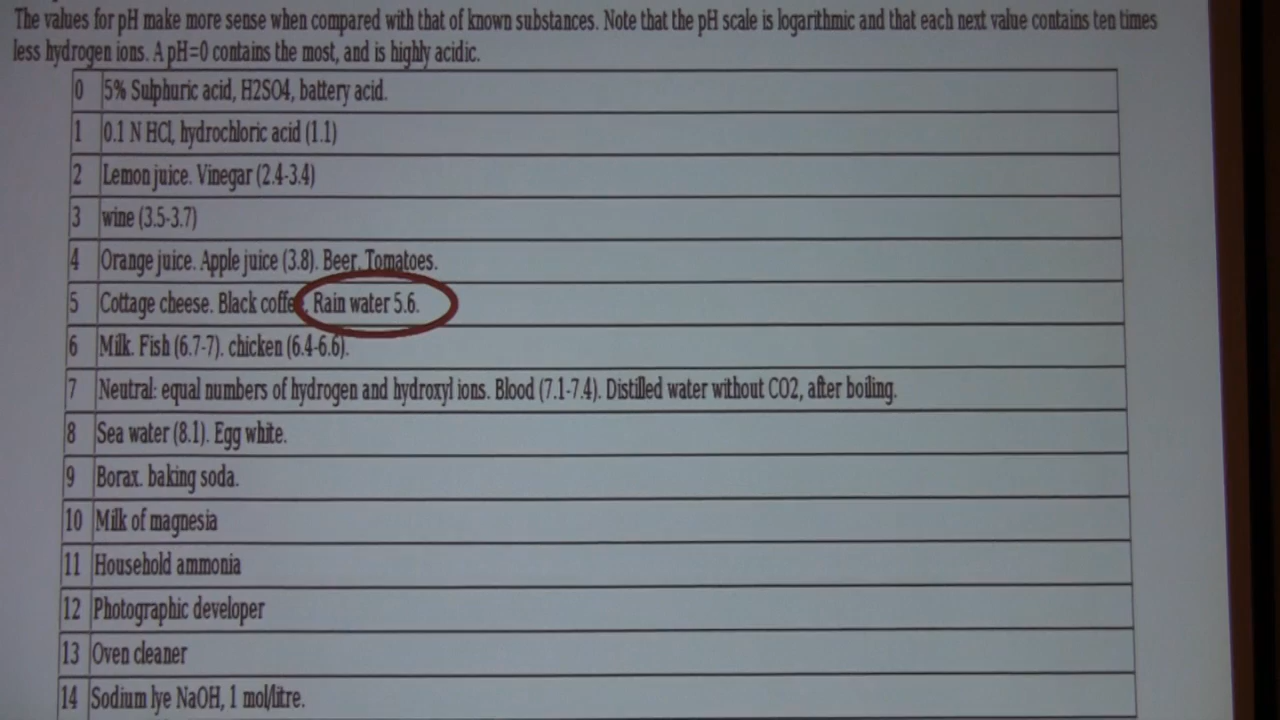 The values for pH make more sense when compared with that of known substances. Note that the pH scale is logarithmic and that each next value contains ten times
less hydrogen ions. A pH=0 contains the most, and is highly acidic.
0 5% Sulphuric acid, H2SO4, battery acid.
1 0.1 N HCl, hydrochloric acid (1.1)
2 Lemon juice. Vinegar (2.4-3.4)
3 wine (3.5-3.7)
4 Orange juice. Apple juice (3.8). Beer. Tomatoes.
5 Cottage cheese. Black coffee. Rain water 5.6.
6 Milk. Fish (6.7-7). chicken (6.4-6.6).
7 Neutral: equal numbers of hydrogen and hydroxyl ions. Blood (7.1-7.4). Distilled water without CO2, after boiling.
8 Sea water (8.1). Egg white.
9 Borax. baking soda.
10 Milk of magnesia
11 Household ammonia
12 Photographic developer
13 Oven cleaner
14 Sodium lye NaOH, 1 mol/litre.